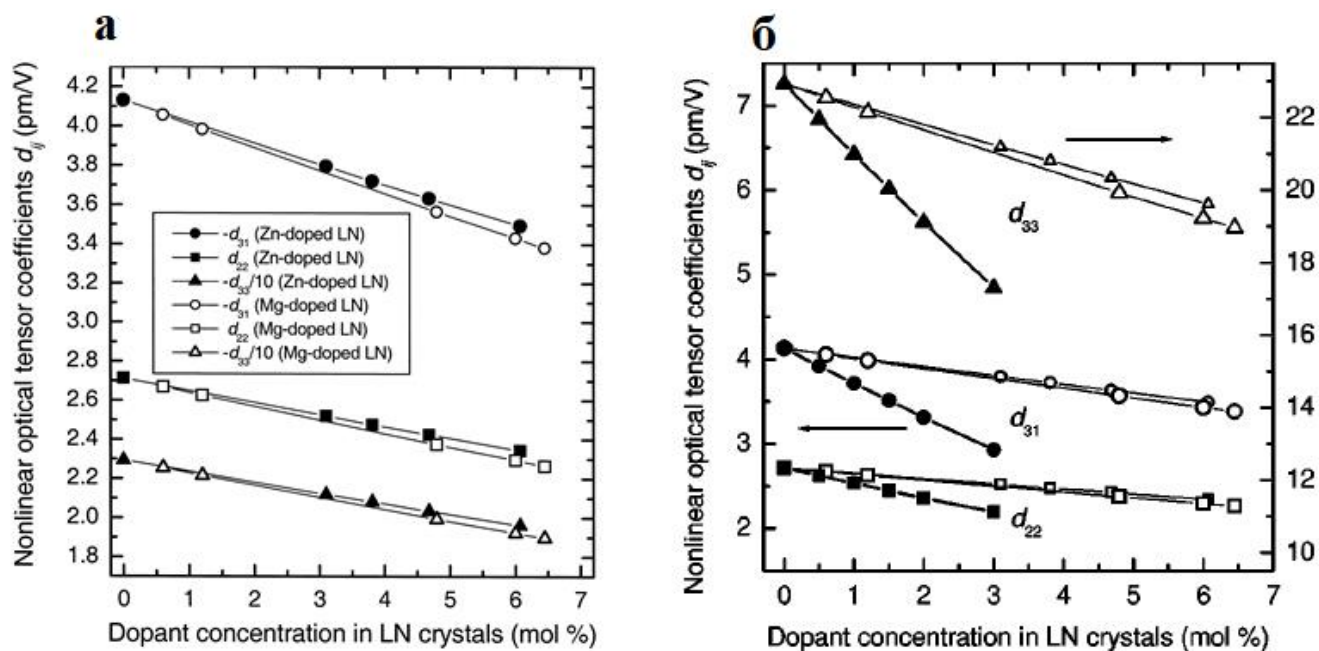 а
Nonlinear optical tensor coefficients dij (pm/V)
4.2
4.0
3.8
3.6
3.4
3.2
3.0
2.8
2.6
2.4
2.2
2.0
1.8
-d31 (Zn-doped LN)
d22 (Zn-doped LN)
-d33/10 (Zn-doped LN)
-d31 (Mg-doped LN)
d22 (Mg-doped LN)
-d33/10 (Mg-doped LN)
0 1 2 3 4 5 6 7
Dopant concentration in LN crystals (mol %)
б
Nonlinear optical tensor coefficients dij (pm/V)
7
6
5
4
3
2
d33
d31
d22
22
20
18
16
14
12
10
0 1 2 3 4 5 6 7
Dopant concentration in LN crystals (mol %)